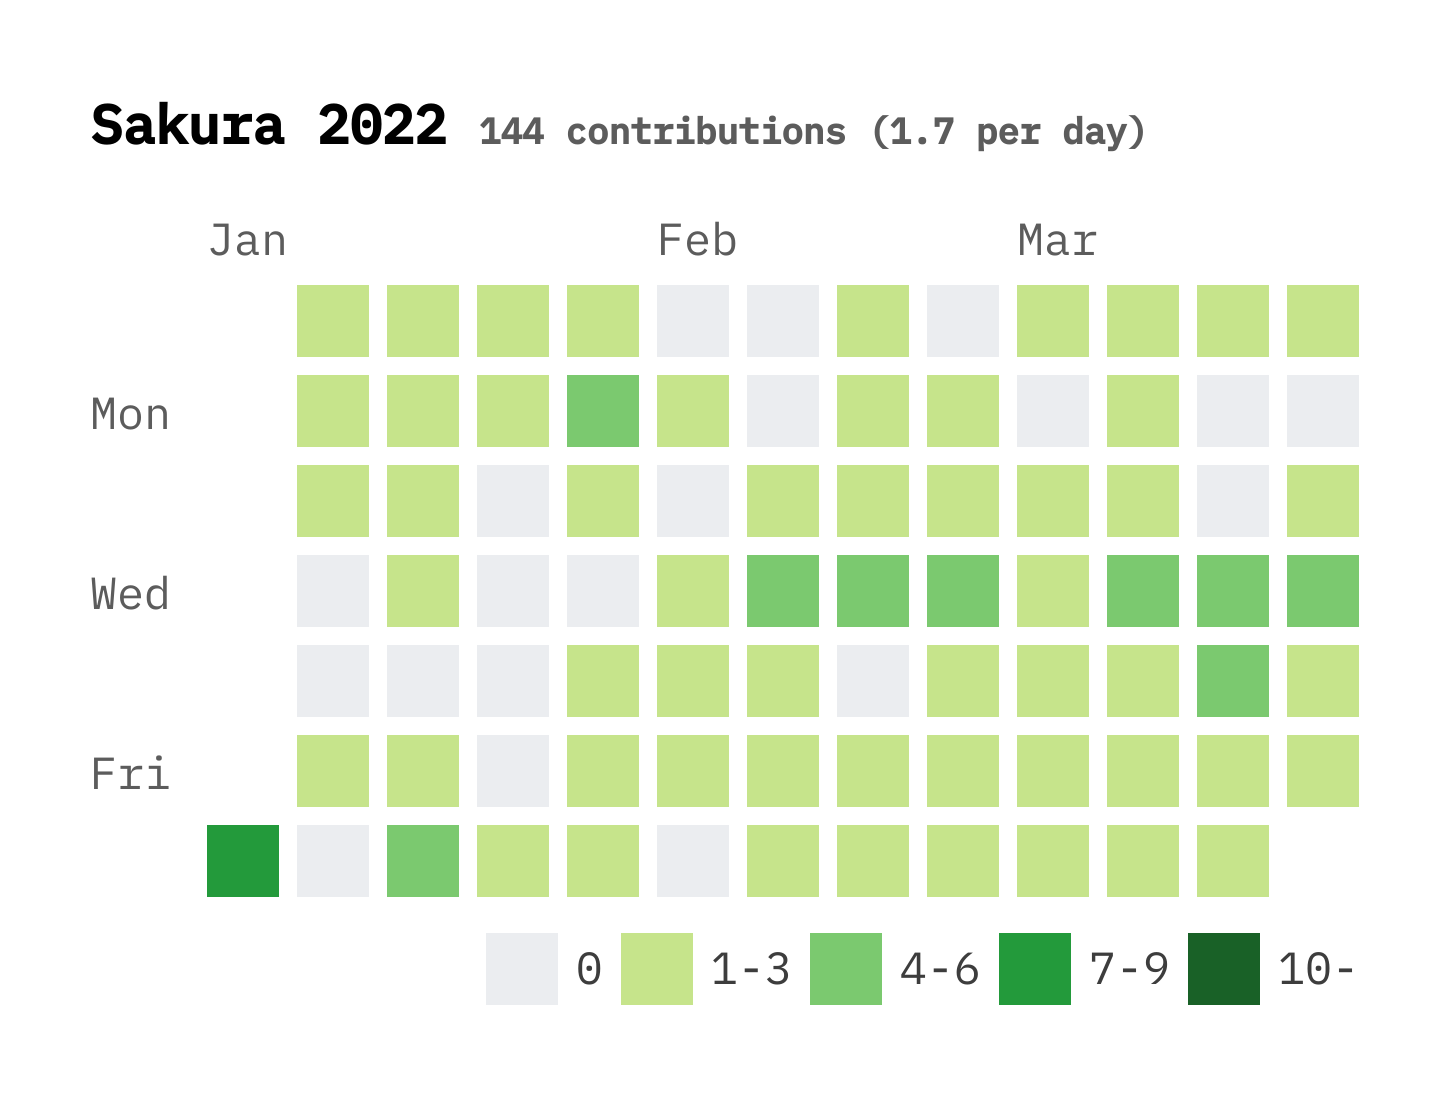 Sakura 2022 144 contributions (1.7 per day)
Jan Feb Mar
Mon
Wed
Fri
0 1-3 4-6 7-9 10-